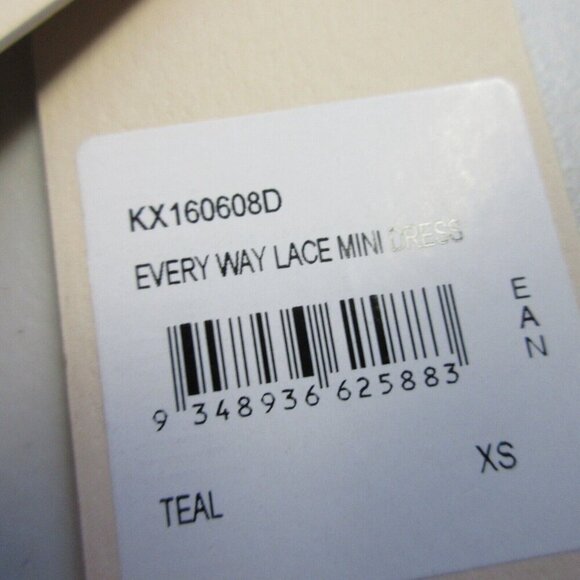 KX160608D
EVERY WAY LACE MINI DRESS
EAN
9 348936 625883
XS
TEAL